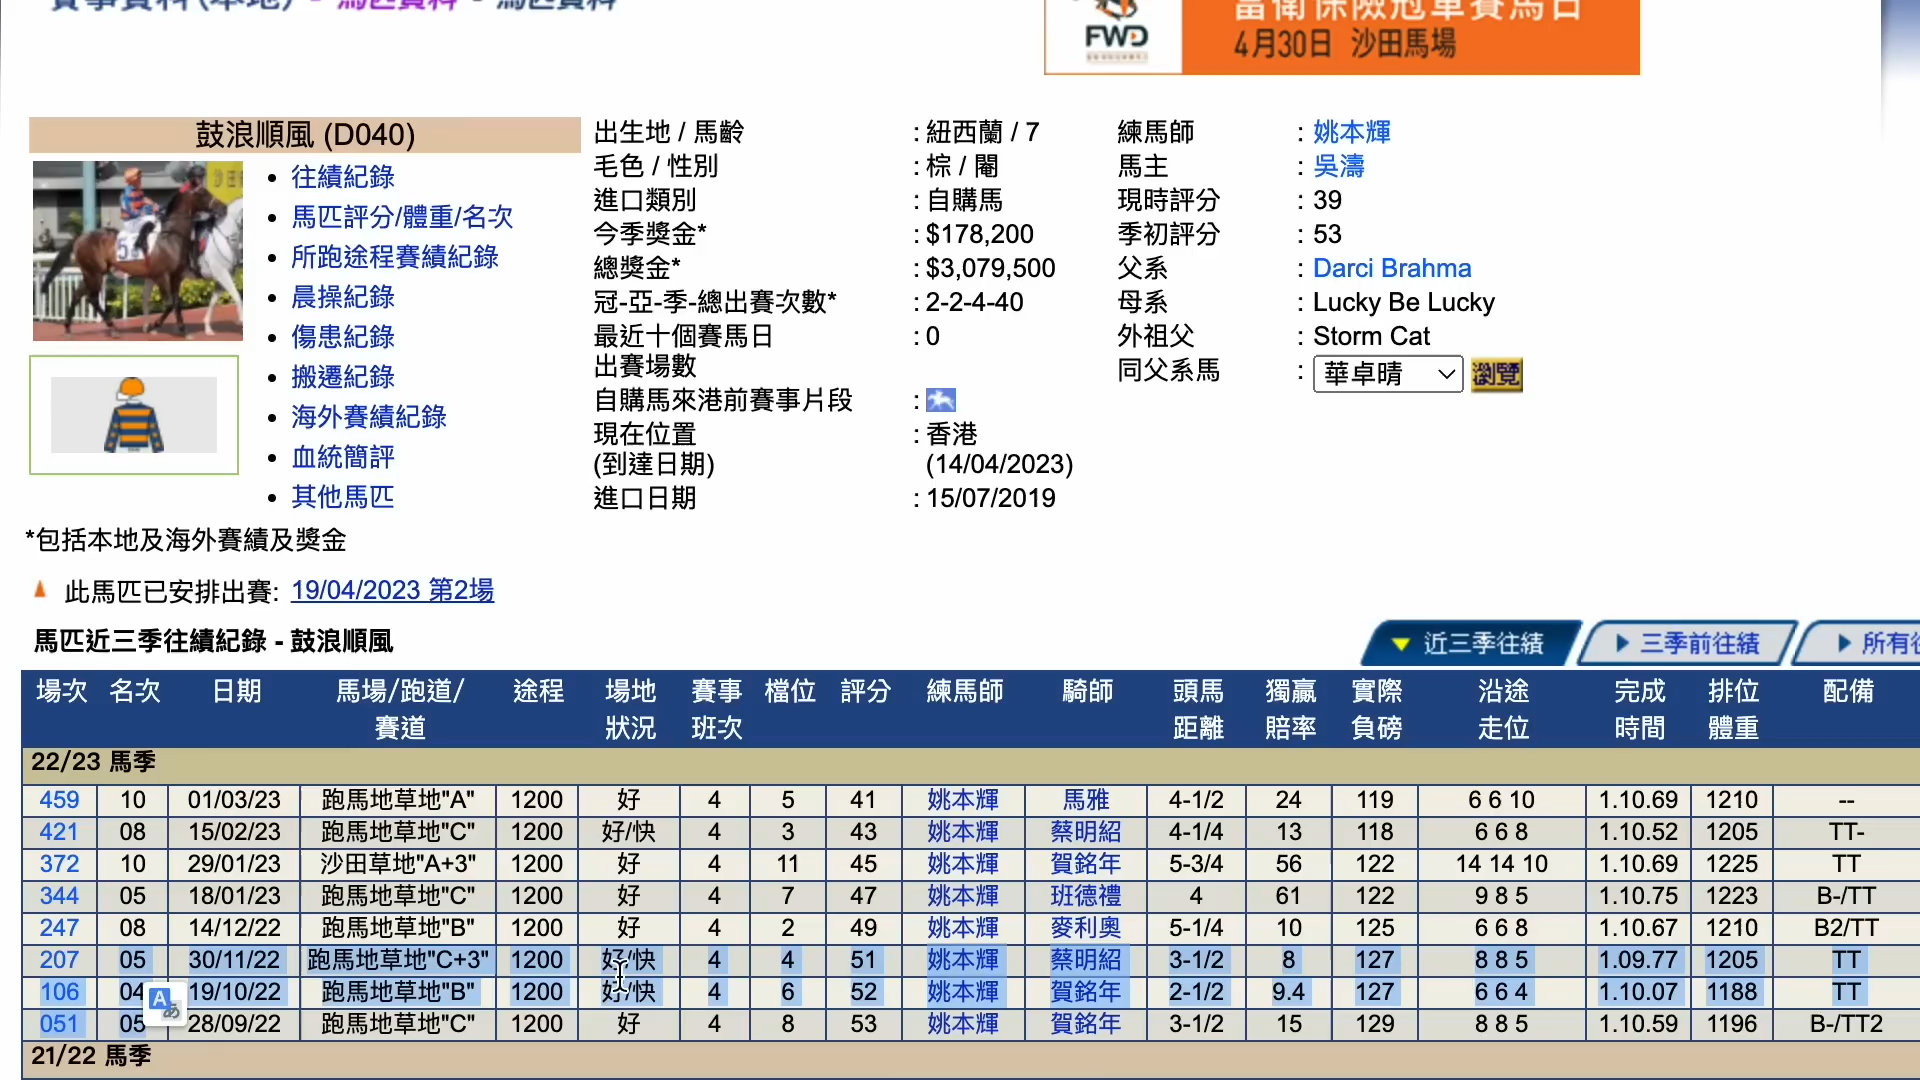 賽事資料(本地) - 馬匹資料 - 馬匹資料
富衛保險冠軍賽馬日
FWD
4月30日 沙田馬場
鼓浪順風 (D040)
• 往績紀錄
• 馬匹評分/體重/名次
• 所跑途程賽績紀錄
• 晨操紀錄
• 傷患紀錄
• 搬遷紀錄
• 海外賽績紀錄
• 血統簡評
• 其他馬匹
出生地 / 馬齡 : 紐西蘭 / 7
毛色 / 性別 : 棕 / 閹
進口類別 : 自購馬
今季獎金* : $178,200
總獎金* : $3,079,500
冠-亞-季-總出賽次數* : 2-2-4-40
最近十個賽馬日 : 0
出賽場數
自購馬來港前賽事片段 :
現在位置 : 香港
(到達日期) (14/04/2023)
進口日期 : 15/07/2019
練馬師 : 姚本輝
馬主 : 吳濤
現時評分 : 39
季初評分 : 53
父系 : Darci Brahma
母系 : Lucky Be Lucky
外祖父 : Storm Cat
同父系馬 : 華卓晴 瀏覽
*包括本地及海外賽績及獎金
此馬匹已安排出賽: 19/04/2023 第2場
馬匹近三季往績紀錄 - 鼓浪順風
近三季往績 三季前往績 所有往
場次 名次 日期 馬場/跑道/ 途程 場地 賽事 檔位 評分 練馬師 騎師 頭馬 獨贏 實際 沿途 完成 排位 配備
賽道 狀況 班次 距離 賠率 負磅 走位 時間 體重
22/23 馬季
459 10 01/03/23 跑馬地草地"A" 1200 好 4 5 41 姚本輝 馬雅 4-1/2 24 119 6 6 10 1.10.69 1210 --
421 08 15/02/23 跑馬地草地"C" 1200 好/快 4 3 43 姚本輝 蔡明紹 4-1/4 13 118 6 6 8 1.10.52 1205 TT-
372 10 29/01/23 沙田草地"A+3" 1200 好 4 11 45 姚本輝 賀銘年 5-3/4 56 122 14 14 10 1.10.69 1225 TT
344 05 18/01/23 跑馬地草地"C" 1200 好 4 7 47 姚本輝 班德禮 4 61 122 9 8 5 1.10.75 1223 B-/TT
247 08 14/12/22 跑馬地草地"B" 1200 好 4 2 49 姚本輝 麥利奧 5-1/4 10 125 6 6 8 1.10.67 1210 B2/TT
207 05 30/11/22 跑馬地草地"C+3" 1200 好/快 4 4 51 姚本輝 蔡明紹 3-1/2 8 127 8 8 5 1.09.77 1205 TT
106 04 19/10/22 跑馬地草地"B" 1200 好/快 4 6 52 姚本輝 賀銘年 2-1/2 9.4 127 6 6 4 1.10.07 1188 TT
051 05 28/09/22 跑馬地草地"C" 1200 好 4 8 53 姚本輝 賀銘年 3-1/2 15 129 8 8 5 1.10.59 1196 B-/TT2
21/22 馬季